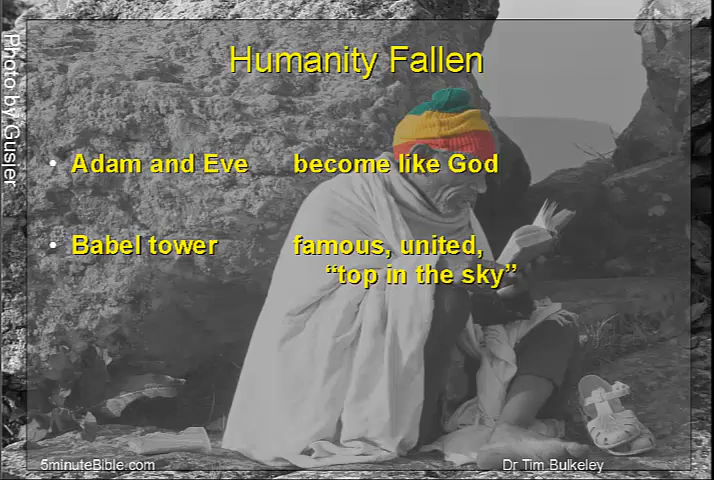 Humanity Fallen
• Adam and Eve become like God
• Babel tower famous, united,
“top in the sky”
Photo by Gusjer
5minuteBible.com Dr Tim Bulkeley